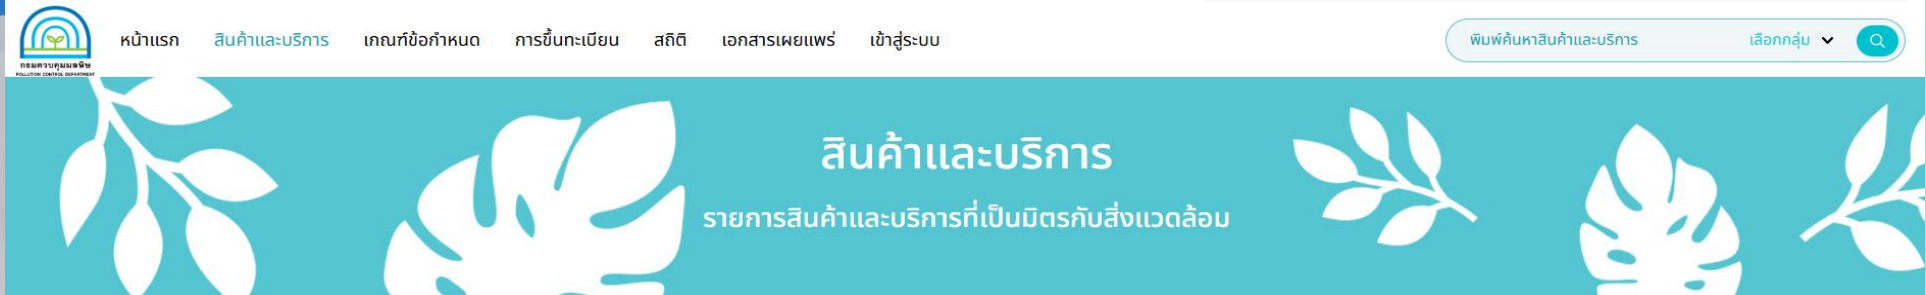 กรมควบคุมมลพิษ
POLLUTION CONTROL DEPARTMENT
หน้าแรก สินค้าและบริการ เกณฑ์ข้อกำหนด การขึ้นทะเบียน สถิติ เอกสารเผยแพร่ เข้าสู่ระบบ พิมพ์ค้นหาสินค้าและบริการ เลือกกลุ่ม
สินค้าและบริการ
รายการสินค้าและบริการที่เป็นมิตรกับสิ่งแวดล้อม